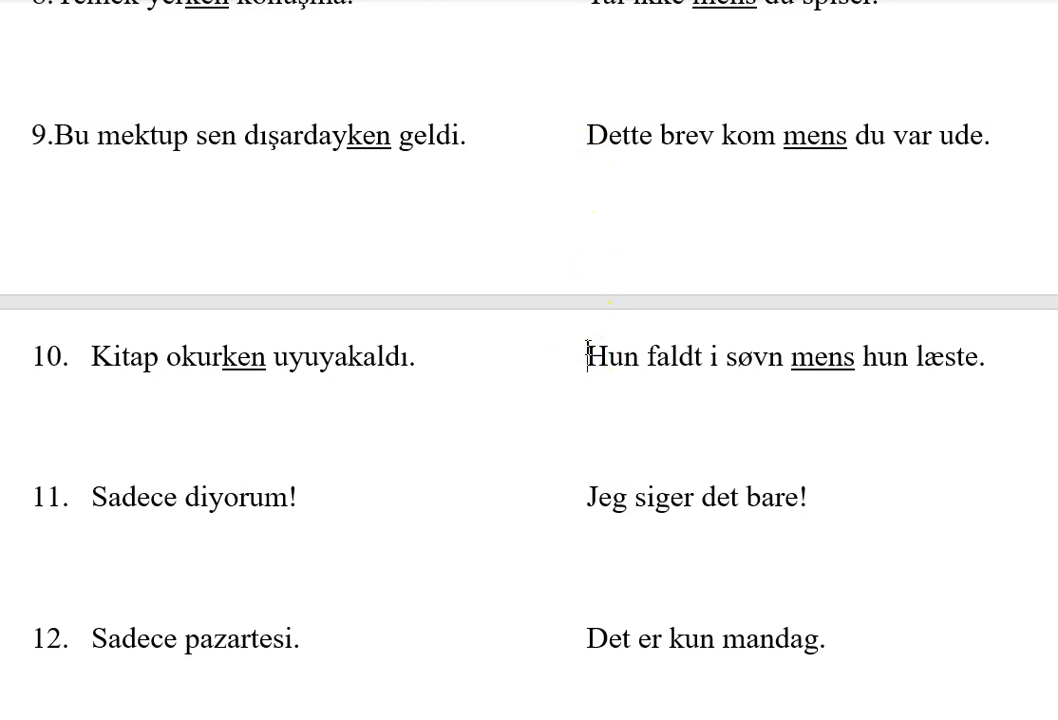 9.Bu mektup sen dışardayken geldi. Dette brev kom mens du var ude.
10. Kitap okurken uyuyakaldı. Hun faldt i søvn mens hun læste.
11. Sadece diyorum! Jeg siger det bare!
12. Sadece pazartesi. Det er kun mandag.